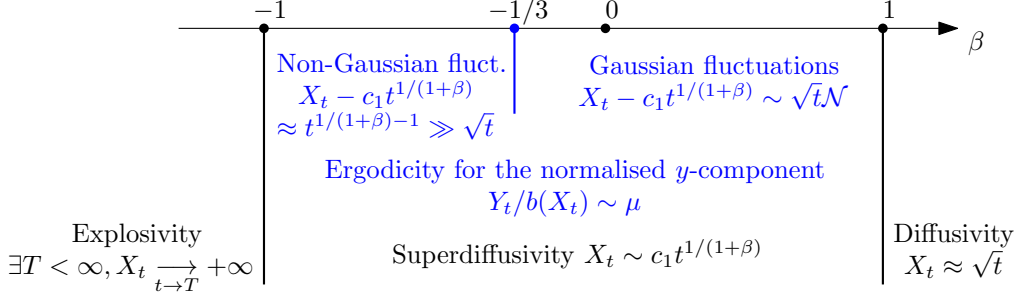 −1 −1/3 0 1
β
Non-Gaussian fluct.
X_t − c_1 t^{1/(1+β)}
≈ t^{1/(1+β)−1} ≫ √t
Gaussian fluctuations
X_t − c_1 t^{1/(1+β)} ∼ √t𝒩
Ergodicity for the normalised y-component
Y_t/b(X_t) ∼ μ
Explosivity
∃T < ∞, X_t ⟶_{t→T} +∞
Superdiffusivity X_t ∼ c_1 t^{1/(1+β)}
Diffusivity
X_t ≈ √t